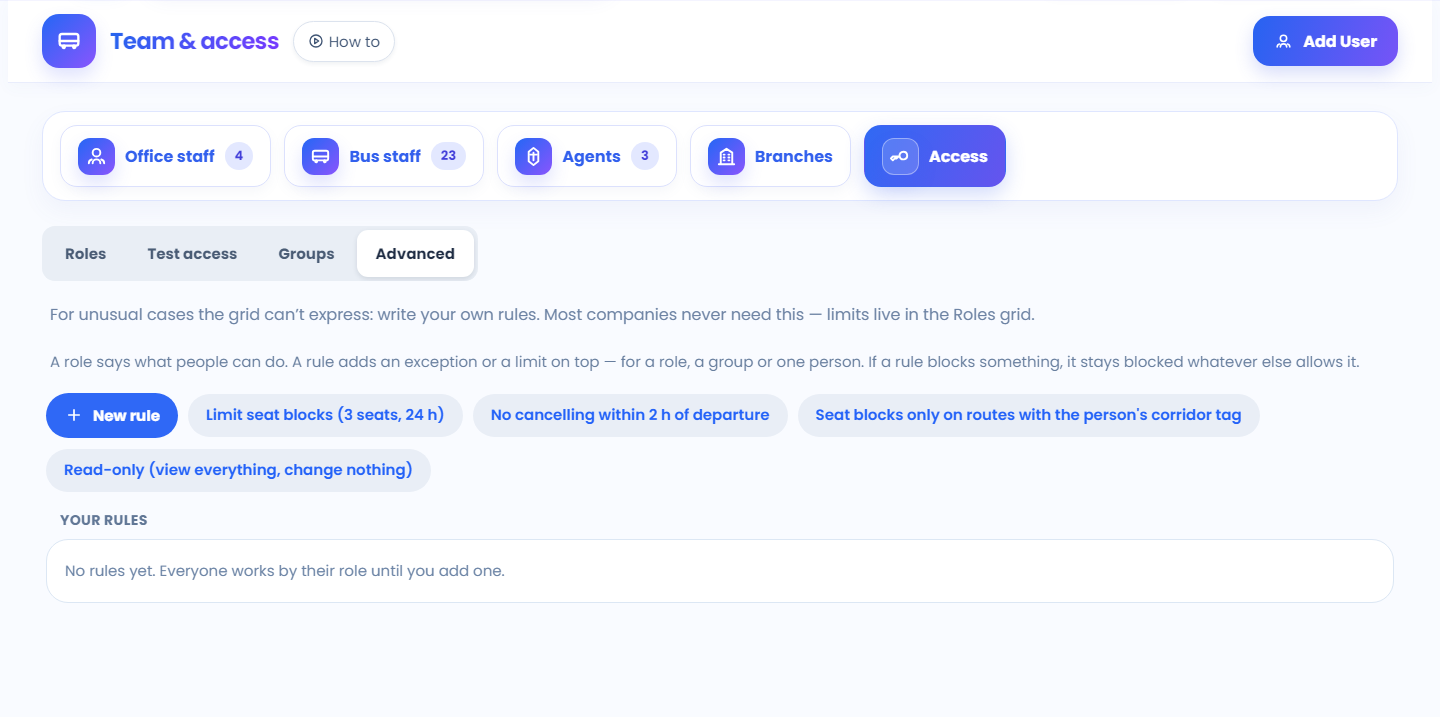 Team & access
How to
Add User
Office staff 4
Bus staff 23
Agents 3
Branches
Access
Roles
Test access
Groups
Advanced
For unusual cases the grid can’t express: write your own rules. Most companies never need this — limits live in the Roles grid.
A role says what people can do. A rule adds an exception or a limit on top — for a role, a group or one person. If a rule blocks something, it stays blocked whatever else allows it.
New rule
Limit seat blocks (3 seats, 24 h)
No cancelling within 2 h of departure
Seat blocks only on routes with the person's corridor tag
Read-only (view everything, change nothing)
YOUR RULES
No rules yet. Everyone works by their role until you add one.